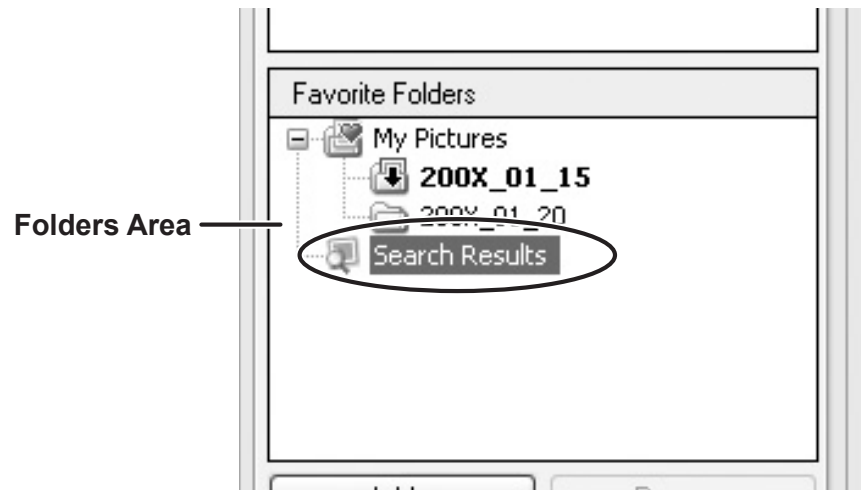 Favorite Folders
My Pictures
200X_01_15
200X_01_20
Folders Area
Search Results